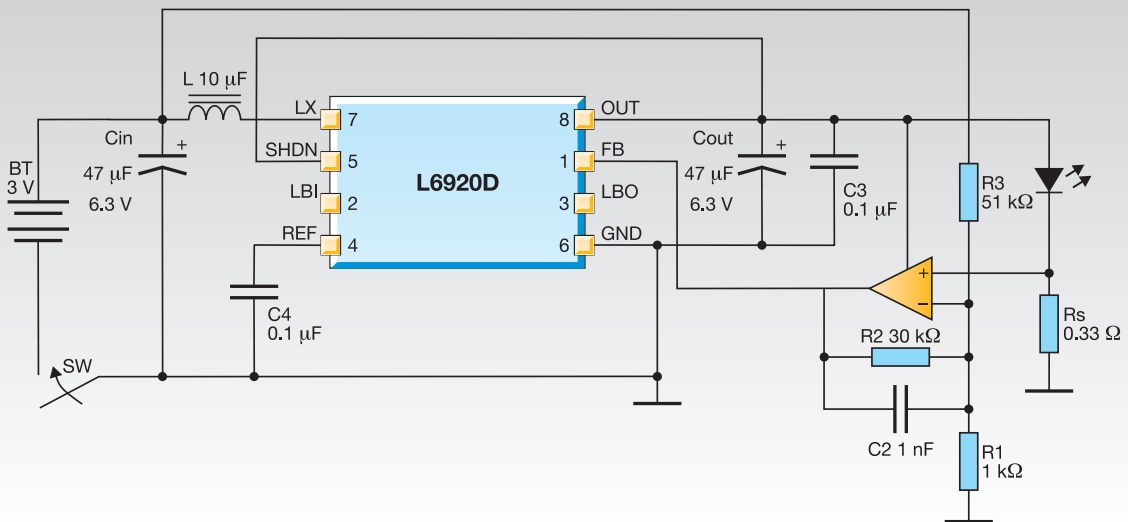 L 10 µF
LX
7
8
OUT
Cin
+
47 µF
6.3 V
BT
3 V
SHDN
5
1
FB
Cout
+
47 µF
6.3 V
C3
0.1 µF
L6920D
LBI
2
3
LBO
REF
4
6
GND
R3
51 kΩ
C4
0.1 µF
+
−
R2 30 kΩ
Rs
0.33 Ω
SW
C2 1 nF
R1
1 kΩ